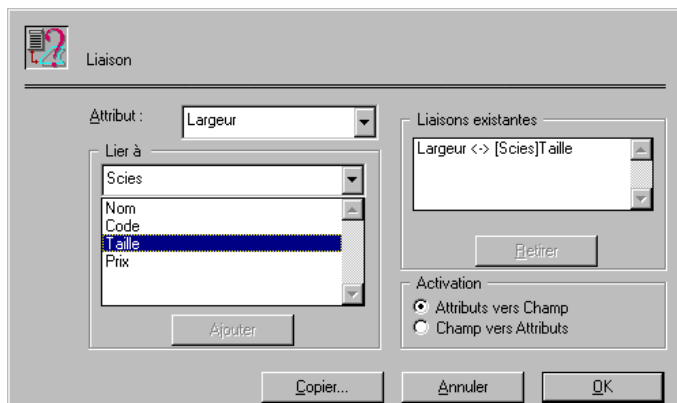 Liaison
Attribut :
Largeur
Lier à
Scies
Nom
Code
Taille
Prix
Ajouter
Liaisons existantes
Largeur <-> [Scies]Taille
Retirer
Activation
Attributs vers Champ
Champ vers Attributs
Copier...
Annuler
OK